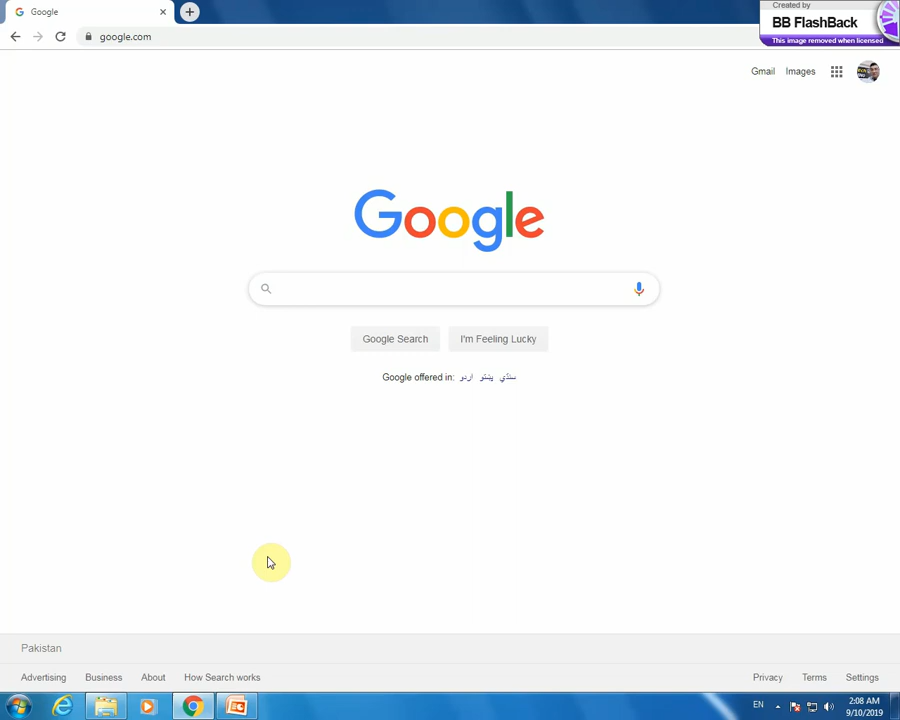 Google
google.com
Created by
BB FlashBack
This image removed when licensed
Gmail Images
Google
Google Search I'm Feeling Lucky
Google offered in: اردو پښتو سنڌي
Pakistan
Advertising Business About How Search works Privacy Terms Settings
EN 2:08 AM
9/10/2019